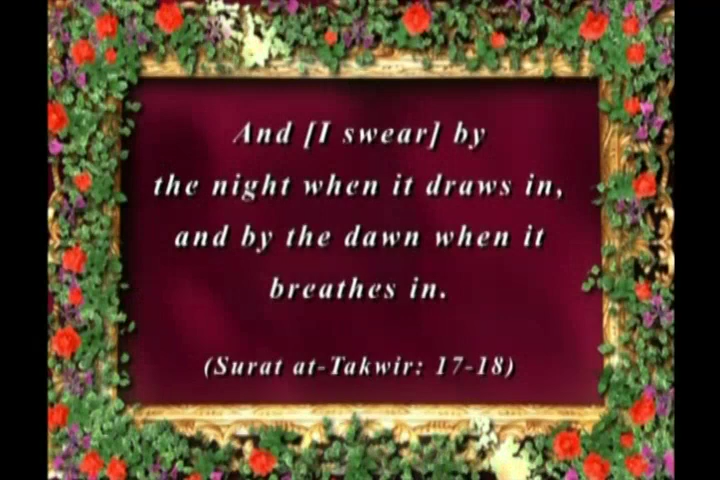 And [I swear] by
the night when it draws in,
and by the dawn when it
breathes in.
(Surat at-Takwir: 17-18)